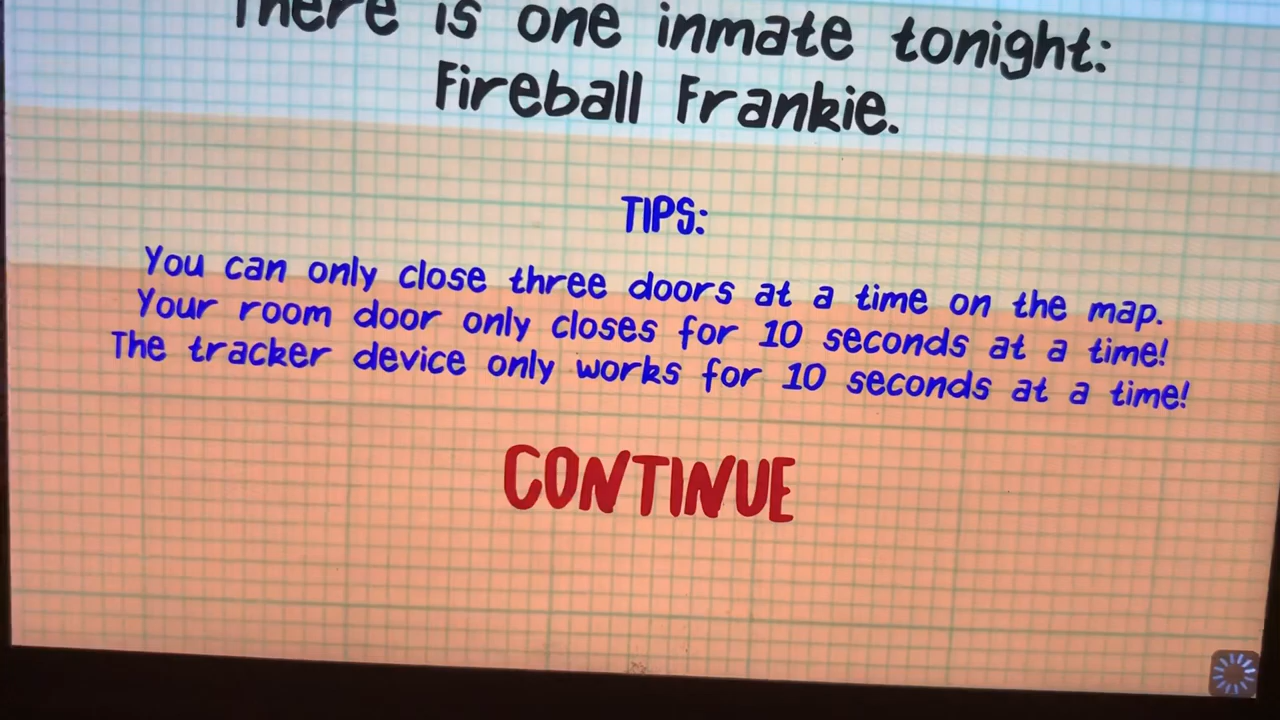 There is one inmate tonight:
Fireball Frankie.
TIPS:
You can only close three doors at a time on the map.
Your room door only closes for 10 seconds at a time!
The tracker device only works for 10 seconds at a time!
CONTINUE